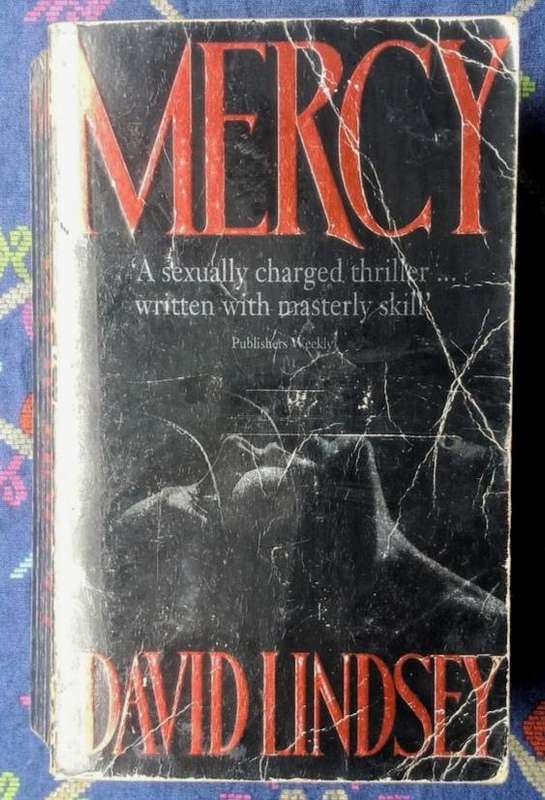 MERCY
'A sexually charged thriller ...
written with masterly skill'
Publishers Weekly
DAVID LINDSEY